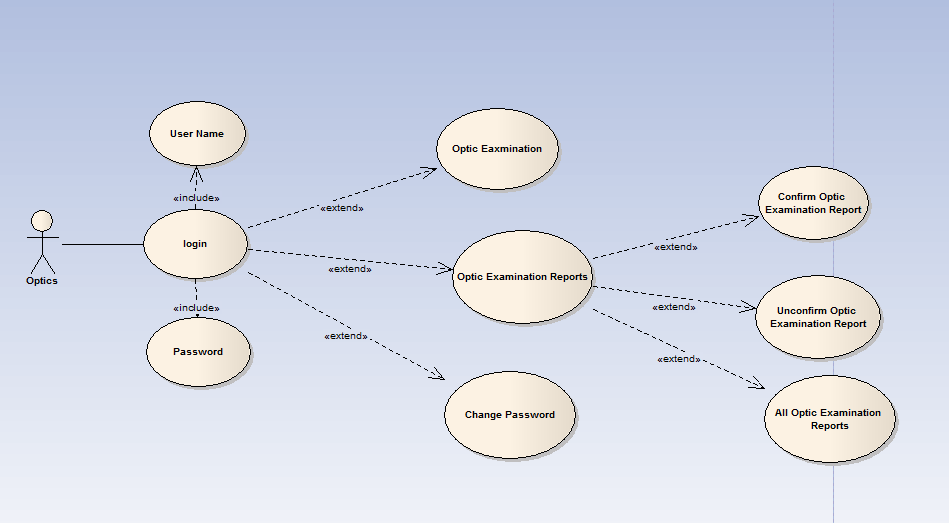 User Name
«include»
login
Optics
«include»
Password
«extend»
Optic Eaxmination
«extend»
Optic Examination Reports
«extend»
Change Password
«extend»
Confirm Optic
Examination Report
«extend»
Unconfirm Optic
Examination Report
«extend»
All Optic Examination
Reports